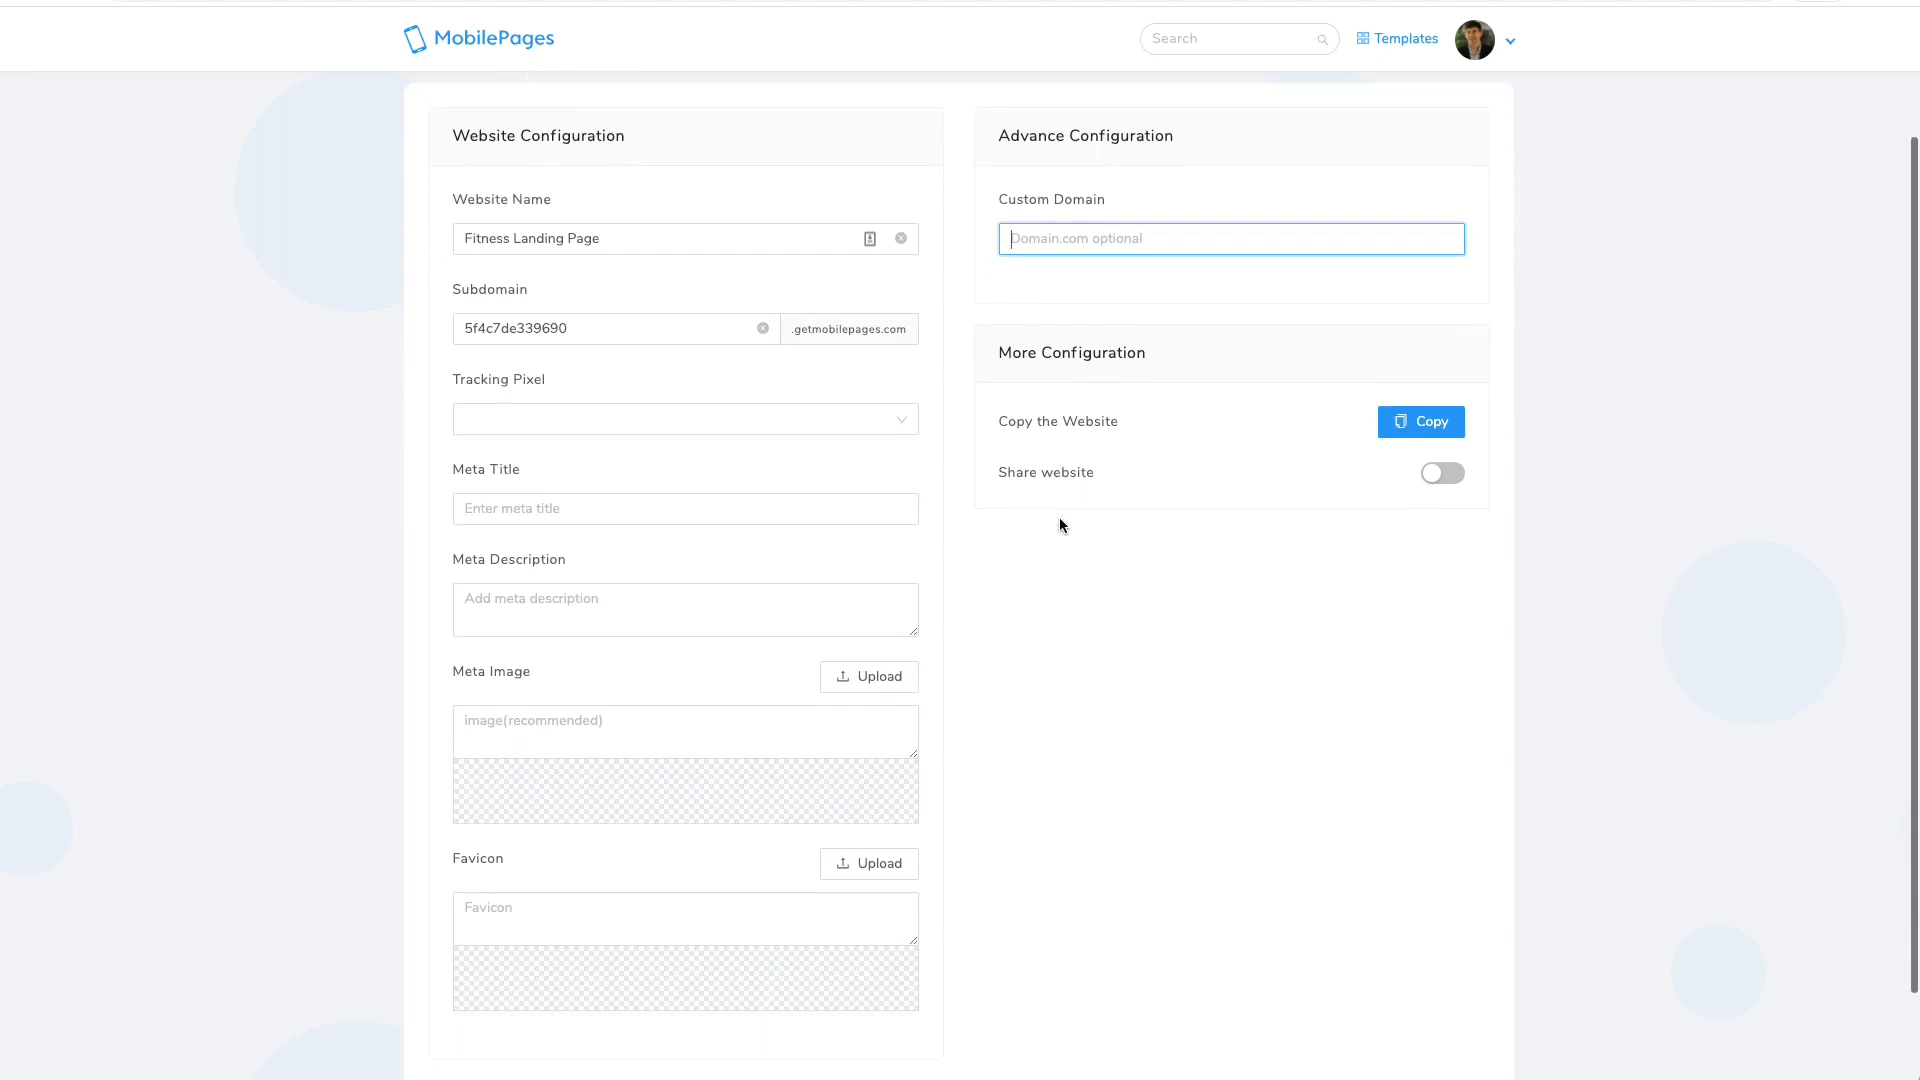 MobilePages
Search
Templates
Website Configuration
Website Name
Fitness Landing Page
Subdomain
5f4c7de339690
.getmobilepages.com
Tracking Pixel
Meta Title
Enter meta title
Meta Description
Add meta description
Meta Image
Upload
image(recommended)
Favicon
Upload
Favicon
Advance Configuration
Custom Domain
Domain.com optional
More Configuration
Copy the Website
Copy
Share website